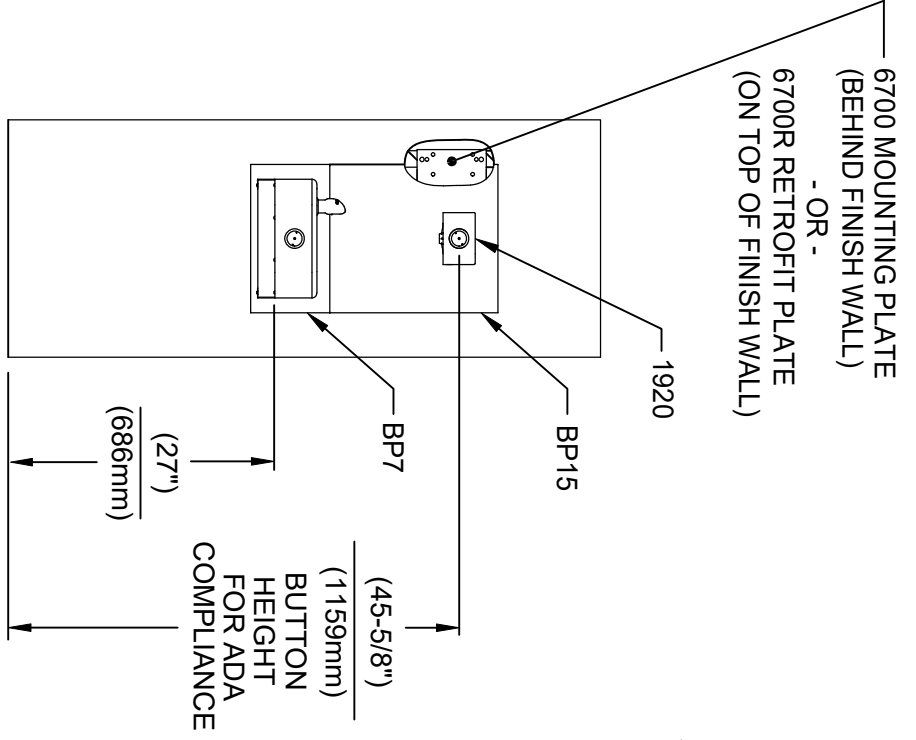 6700 MOUNTING PLATE
(BEHIND FINISH WALL)
- OR -
6700R RETROFIT PLATE
(ON TOP OF FINISH WALL)
1920
BP15
BP7
(27")
(686mm)
(45-5/8")
(1159mm)
BUTTON
HEIGHT
FOR ADA
COMPLIANCE